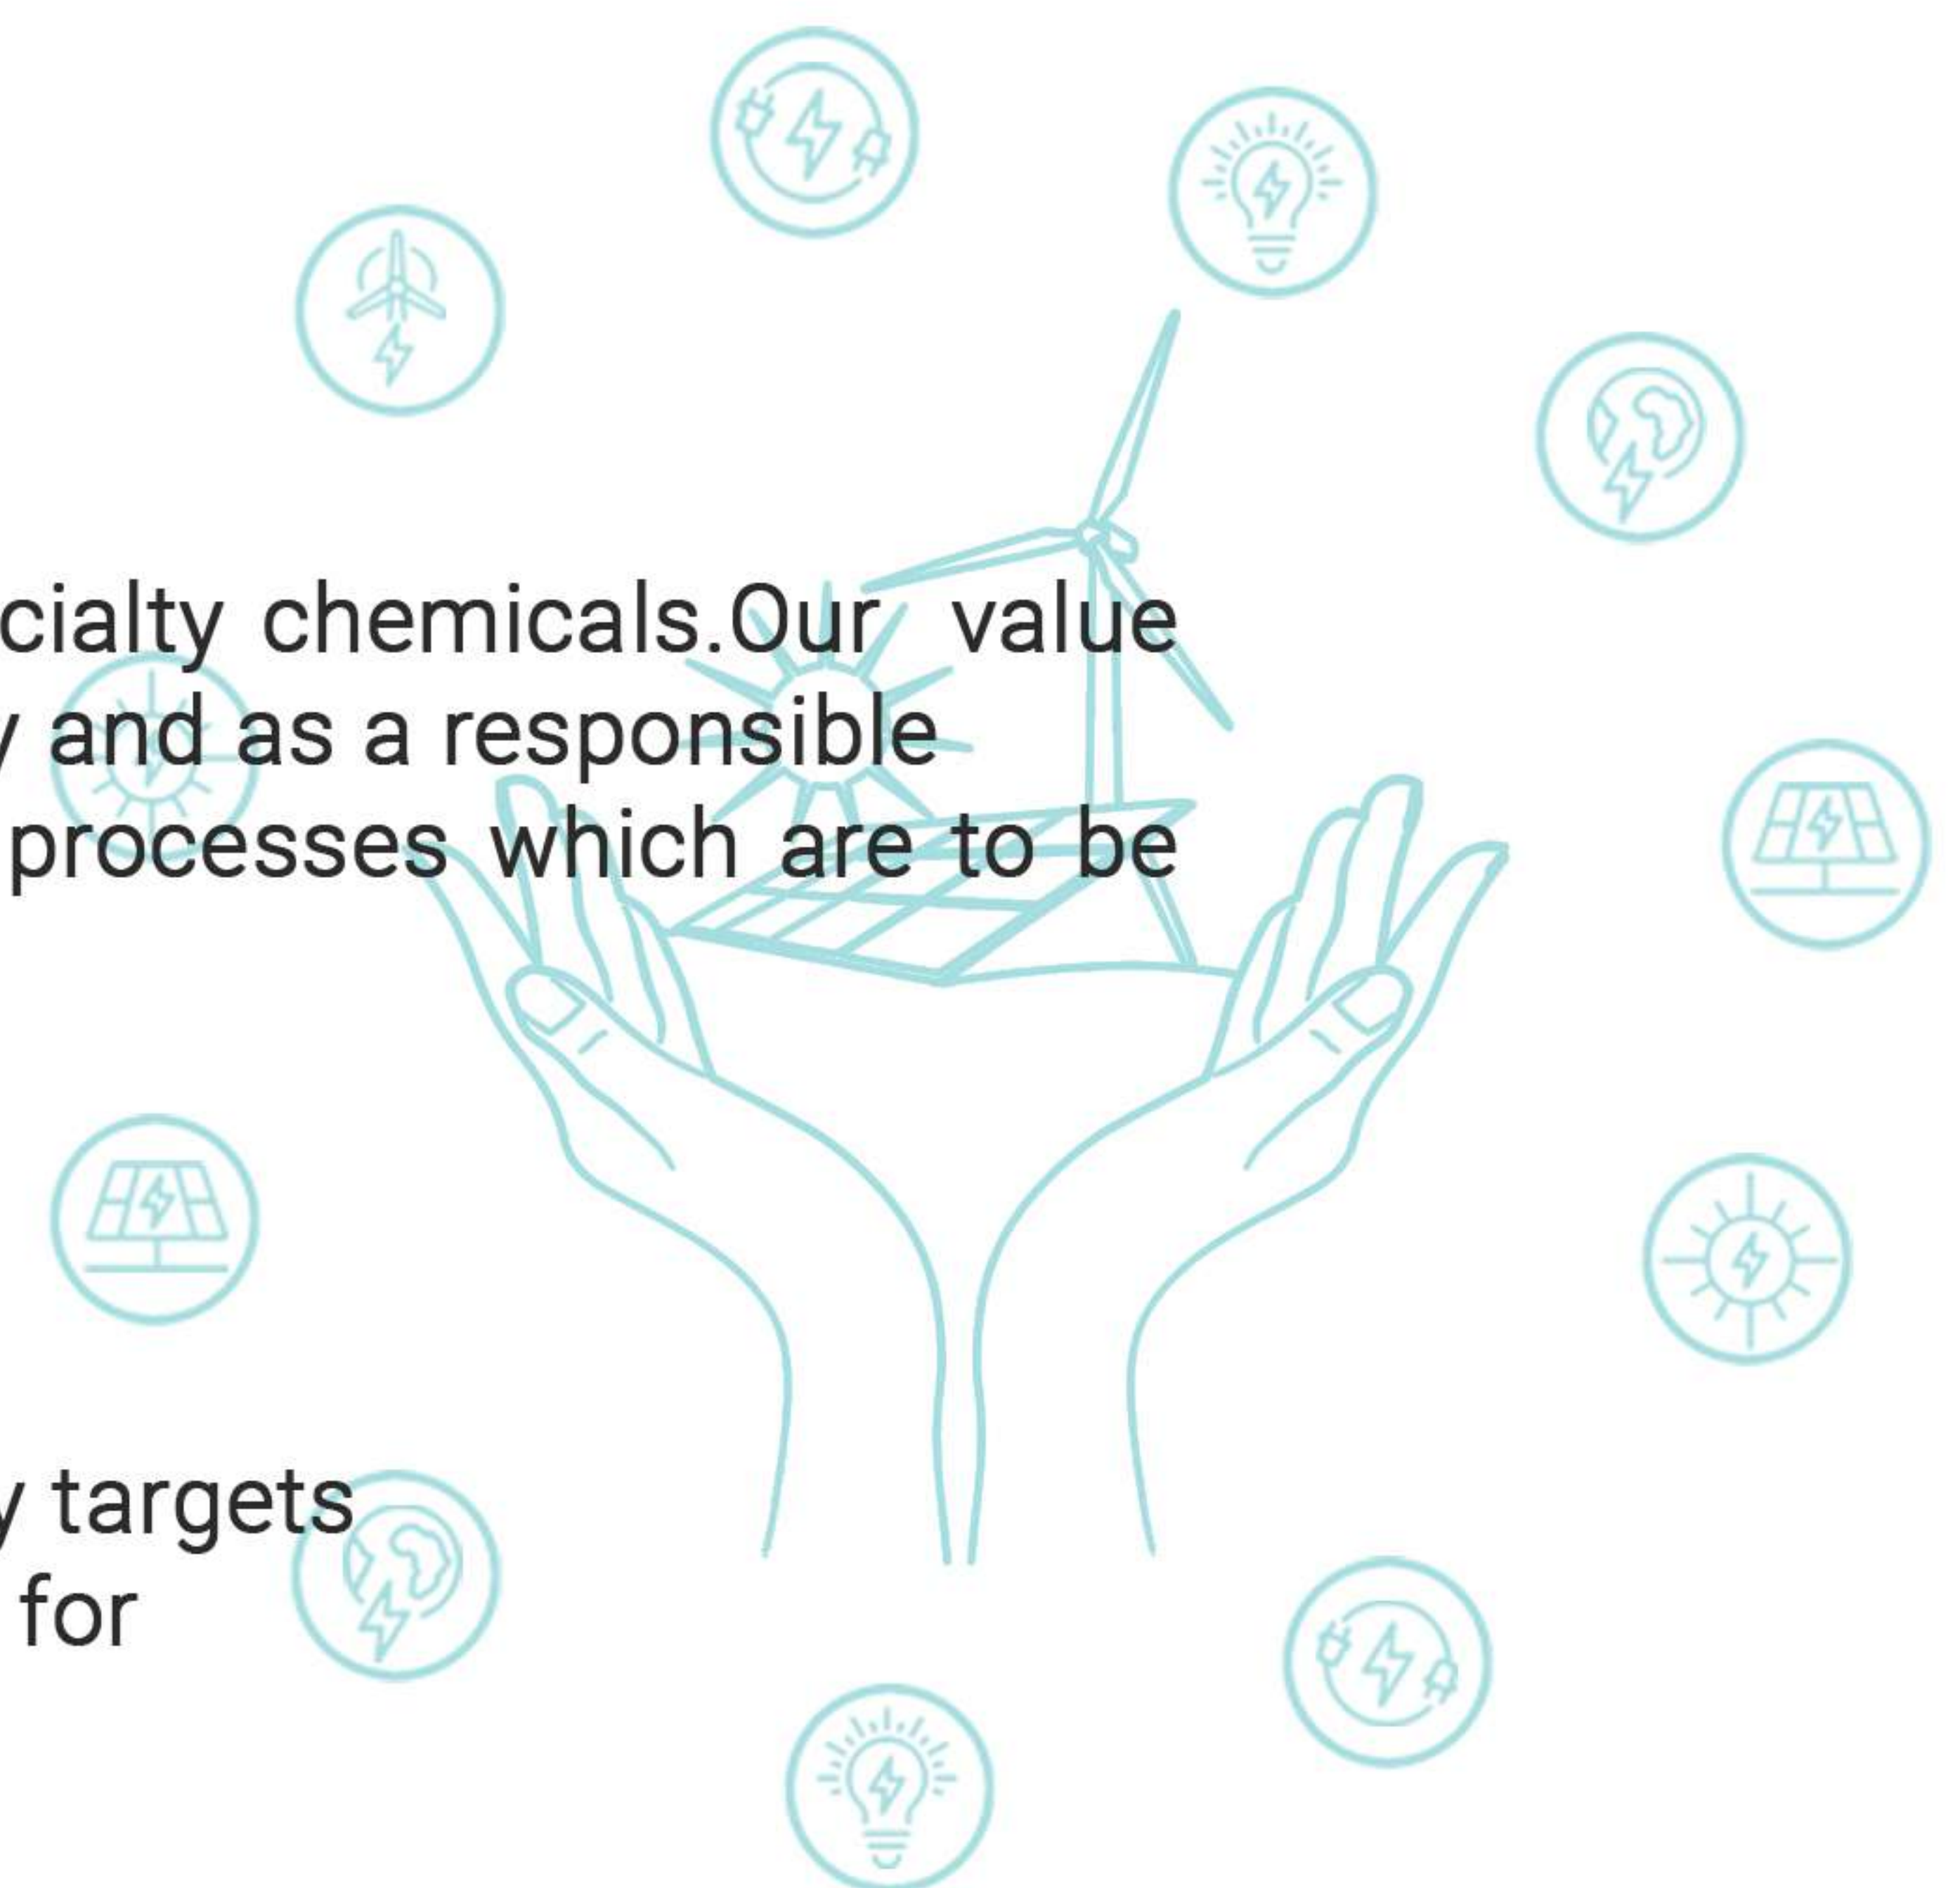 cialty chemicals.Our value
y and as a responsible
processes which are to be
y targets
for